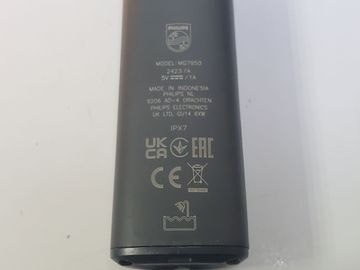 PHILIPS
MODEL: MG7950
2423 /A
5V ⎓ /1A
MADE IN INDONESIA
PHILIPS NL
9206 AD-4 DRACHTEN
PHILIPS ELECTRONICS
UK LTD, GU14 6XW
IPX7
UK CA EAC
CE